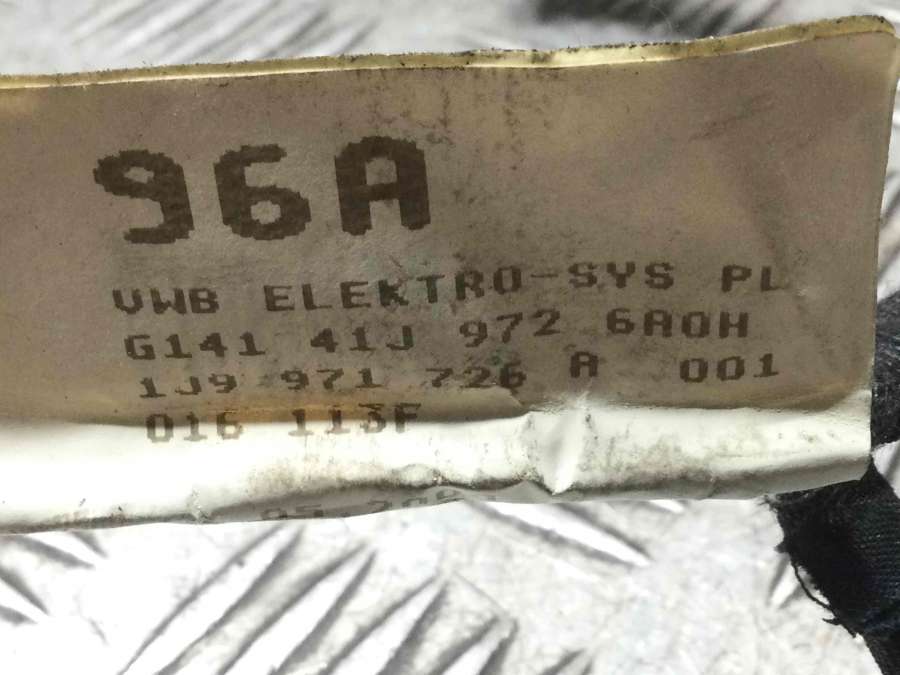 96A
VWB ELEKTRO-SYS PL
G141 41J 972 6A0H
1J9 971 726 A 001
016 113F